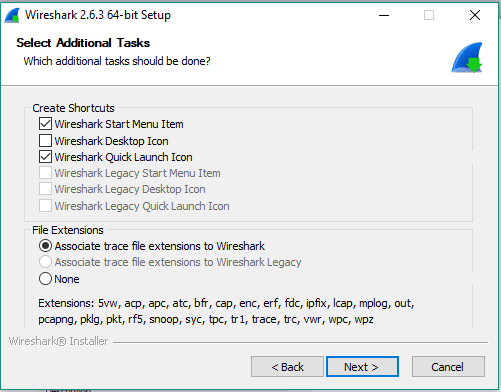 Wireshark 2.6.3 64-bit Setup
Select Additional Tasks
Which additional tasks should be done?
Create Shortcuts
Wireshark Start Menu Item
Wireshark Desktop Icon
Wireshark Quick Launch Icon
Wireshark Legacy Start Menu Item
Wireshark Legacy Desktop Icon
Wireshark Legacy Quick Launch Icon
File Extensions
Associate trace file extensions to Wireshark
Associate trace file extensions to Wireshark Legacy
None
Extensions: 5vw, acp, apc, atc, bfr, cap, enc, erf, fdc, ipfix, lcap, mplog, out,
pcapng, pklg, pkt, rf5, snoop, syc, tpc, tr1, trace, trc, vwr, wpc, wpz
Wireshark® Installer
< Back Next > Cancel